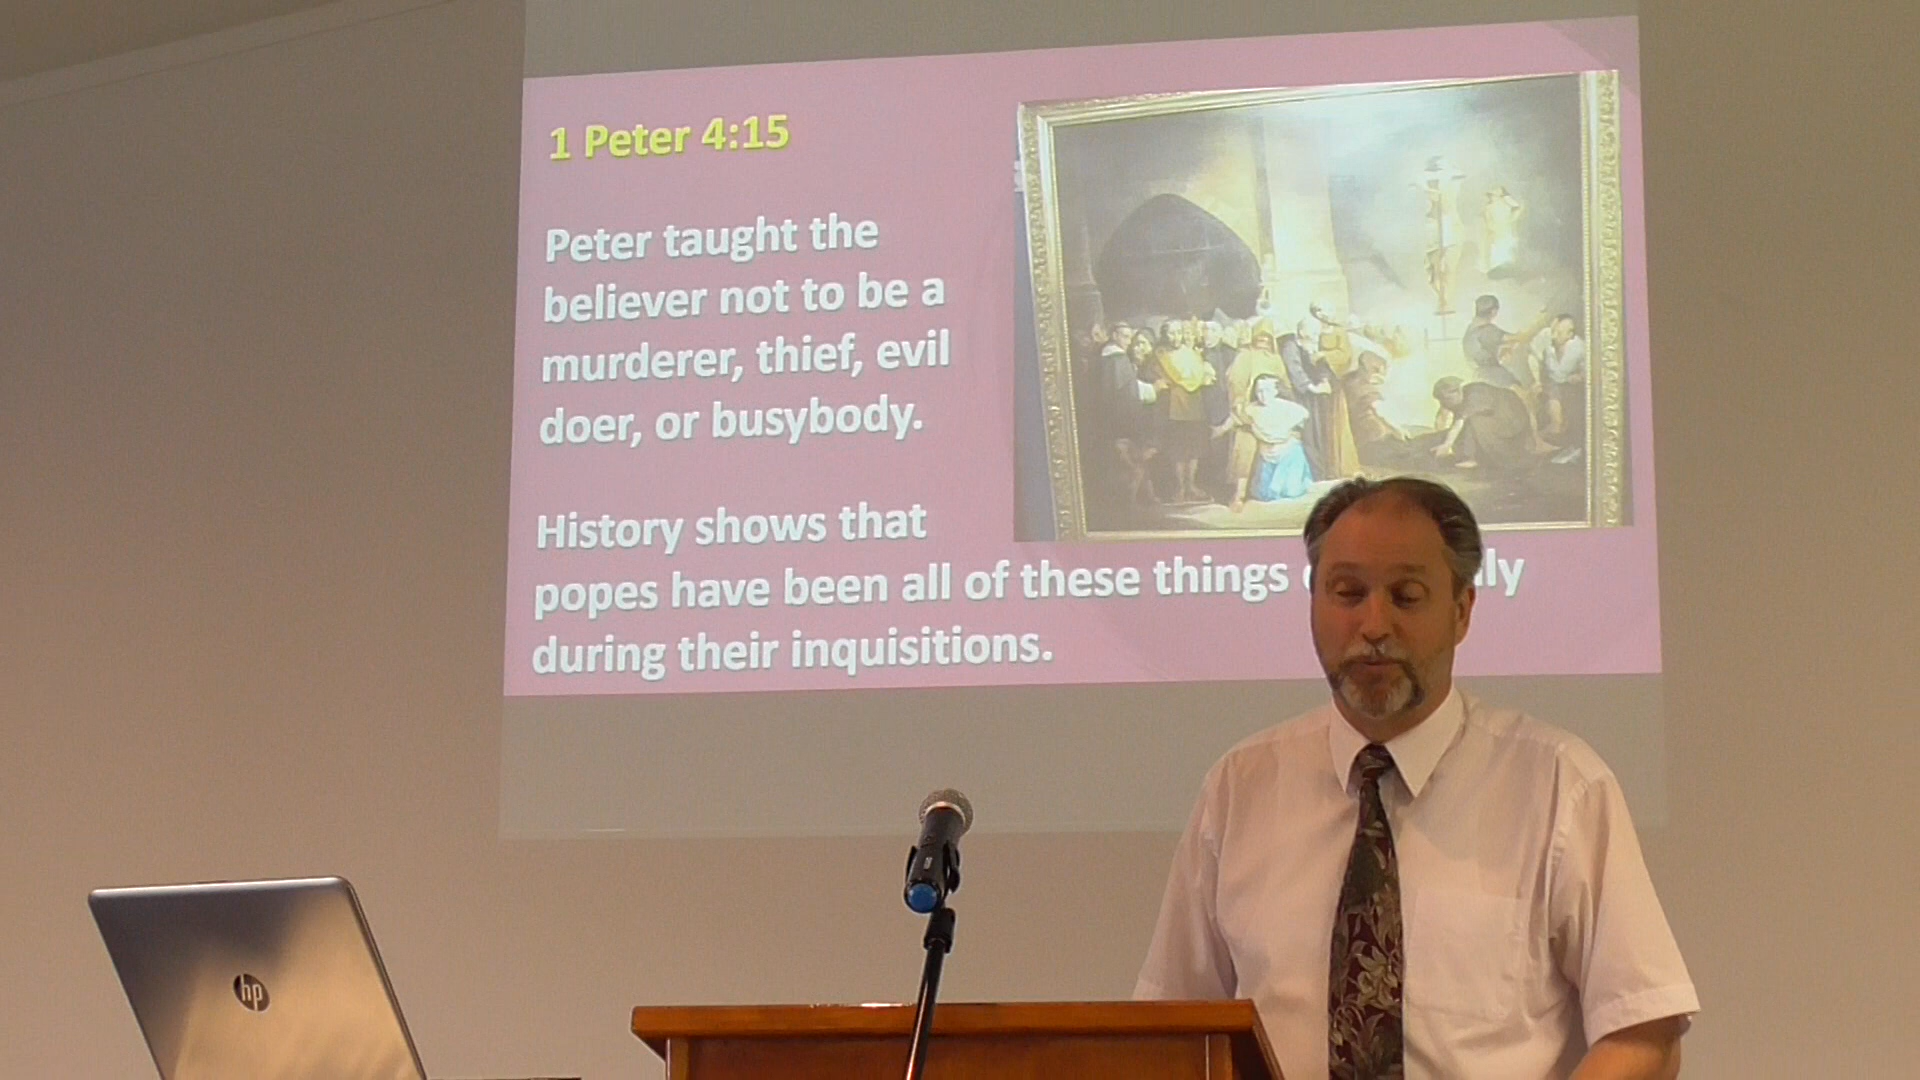 1 Peter 4:15
Peter taught the
believer not to be a
murderer, thief, evil
doer, or busybody.
History shows that
popes have been all of these things
during their inquisitions.
hp